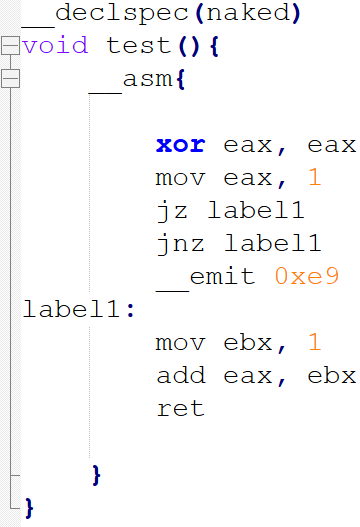 __declspec(naked)
void test(){
__asm{
xor eax, eax
mov eax, 1
jz label1
jnz label1
__emit 0xe9
label1:
mov ebx, 1
add eax, ebx
ret
}
}